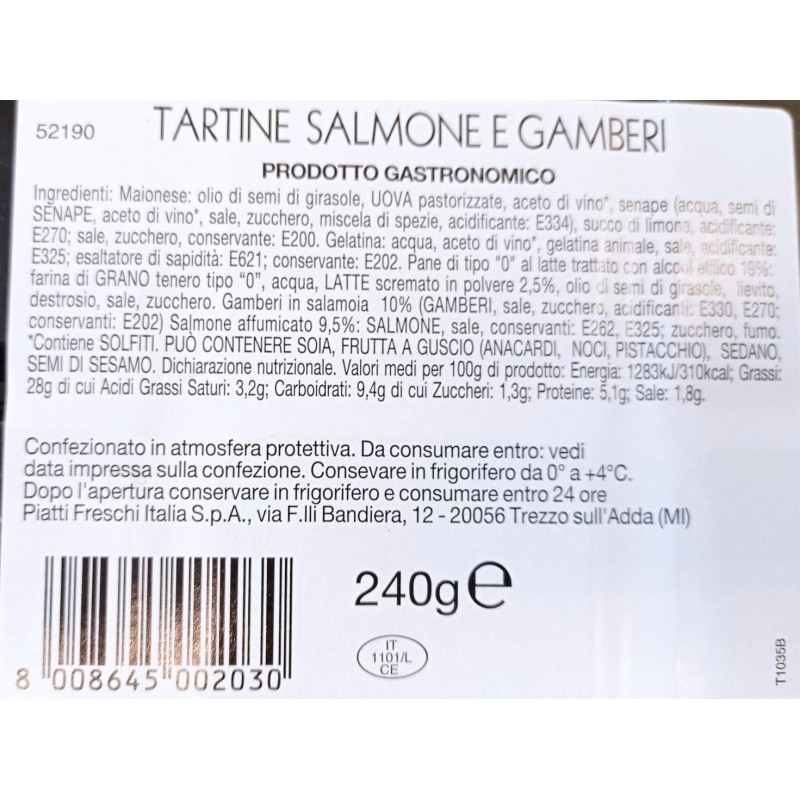 52190
TARTINE SALMONE E GAMBERI
PRODOTTO GASTRONOMICO
Ingredienti: Maionese: olio di semi di girasole, UOVA pastorizzate, aceto di vino*, senape (acqua, semi di
SENAPE, aceto di vino*, sale, zucchero, miscela di spezie, acidificante: E334), succo di limone, acidificante:
E270; sale, zucchero, conservante: E200. Gelatina: acqua, aceto di vino*, gelatina animale, sale, acidificante:
E325; esaltatore di sapidità: E621; conservante: E202. Pane di tipo "0" al latte trattato con alcool etilico 19%:
farina di GRANO tenero tipo "0", acqua, LATTE scremato in polvere 2,5%, olio di semi di girasole, lievito,
destrosio, sale, zucchero. Gamberi in salamoia 10% (GAMBERI, sale, zucchero, acidificanti: E330, E270;
conservanti: E202) Salmone affumicato 9,5%: SALMONE, sale, conservanti: E262, E325; zucchero, fumo.
*Contiene SOLFITI. PUÒ CONTENERE SOIA, FRUTTA A GUSCIO (ANACARDI, NOCI, PISTACCHIO), SEDANO,
SEMI DI SESAMO. Dichiarazione nutrizionale. Valori medi per 100g di prodotto: Energia: 1283kJ/310kcal; Grassi:
28g di cui Acidi Grassi Saturi: 3,2g; Carboidrati: 9,4g di cui Zuccheri: 1,3g; Proteine: 5,1g; Sale: 1,8g.
Confezionato in atmosfera protettiva. Da consumare entro: vedi
data impressa sulla confezione. Consevare in frigorifero da 0° a +4°C.
Dopo l'apertura conservare in frigorifero e consumare entro 24 ore
Piatti Freschi Italia S.p.A., via F.lli Bandiera, 12 - 20056 Trezzo sull'Adda (MI)
240g e
IT
1101/L
CE
8 008645 002030
T1035B